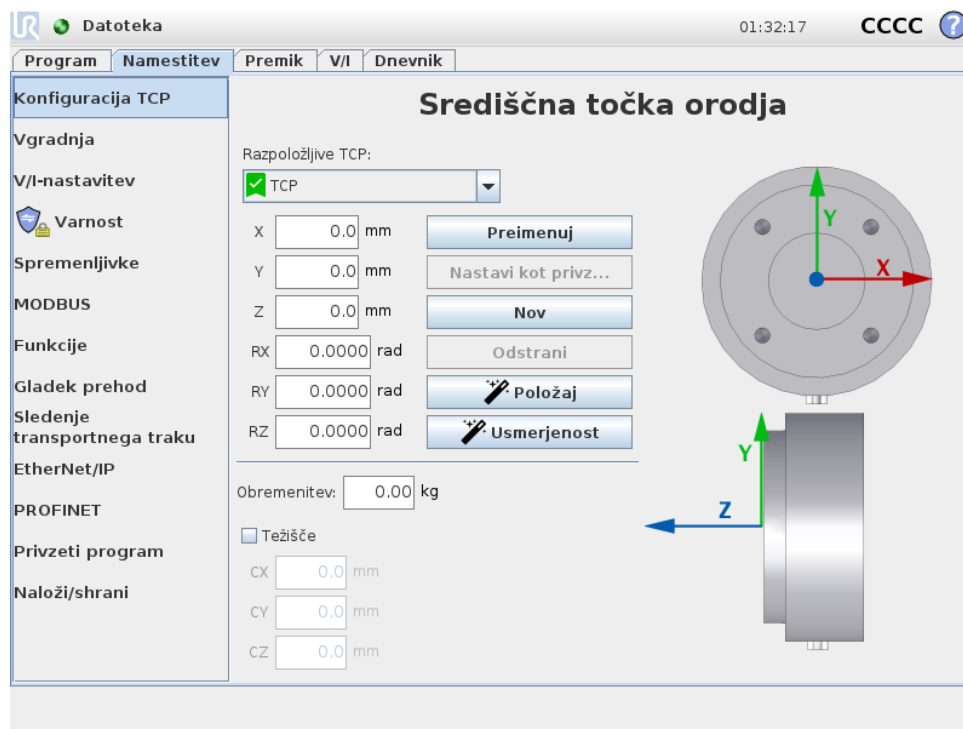 UR Datoteka 01:32:17 CCCC ?
Program Namestitev Premik V/I Dnevnik
Konfiguracija TCP
Vgradnja
V/I-nastavitev
Varnost
Spremenljivke
MODBUS
Funkcije
Gladek prehod
Sledenje
transportnega traku
EtherNet/IP
PROFINET
Privzeti program
Naloži/shrani
Središčna točka orodja
Razpoložljive TCP:
TCP
X 0.0 mm Preimenuj
Y 0.0 mm Nastavi kot privz...
Z 0.0 mm Nov
RX 0.0000 rad Odstrani
RY 0.0000 rad Položaj
RZ 0.0000 rad Usmerjenost
Obremenitev: 0.00 kg
Težišče
CX 0.0 mm
CY 0.0 mm
CZ 0.0 mm
Y
X
Y
Z